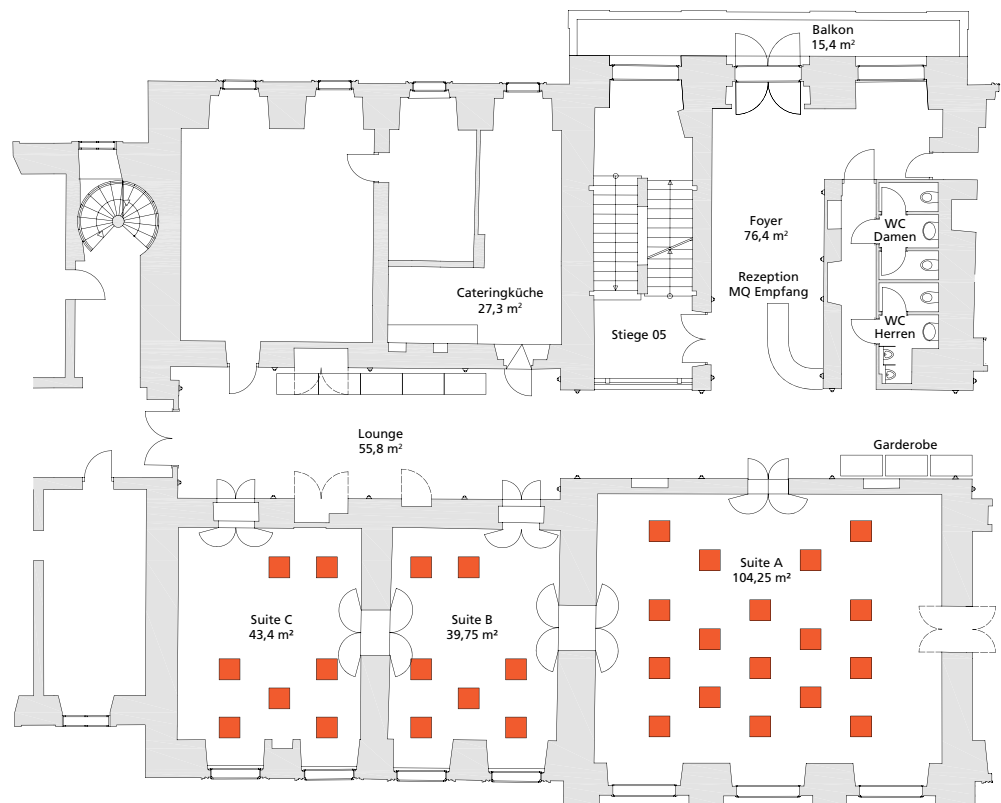 Balkon
15,4 m²
Foyer
76,4 m²
WC
Damen
Rezeption
MQ Empfang
Cateringküche
27,3 m²
WC
Herren
Stiege 05
Lounge
55,8 m²
Garderobe
Suite A
104,25 m²
Suite C
43,4 m²
Suite B
39,75 m²